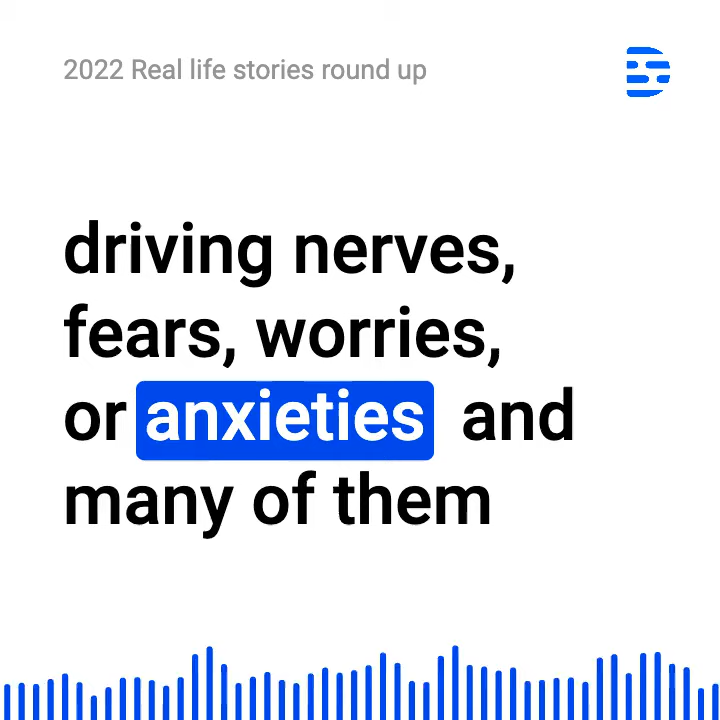 2022 Real life stories round up
driving nerves,
fears, worries,
or anxieties and
many of them